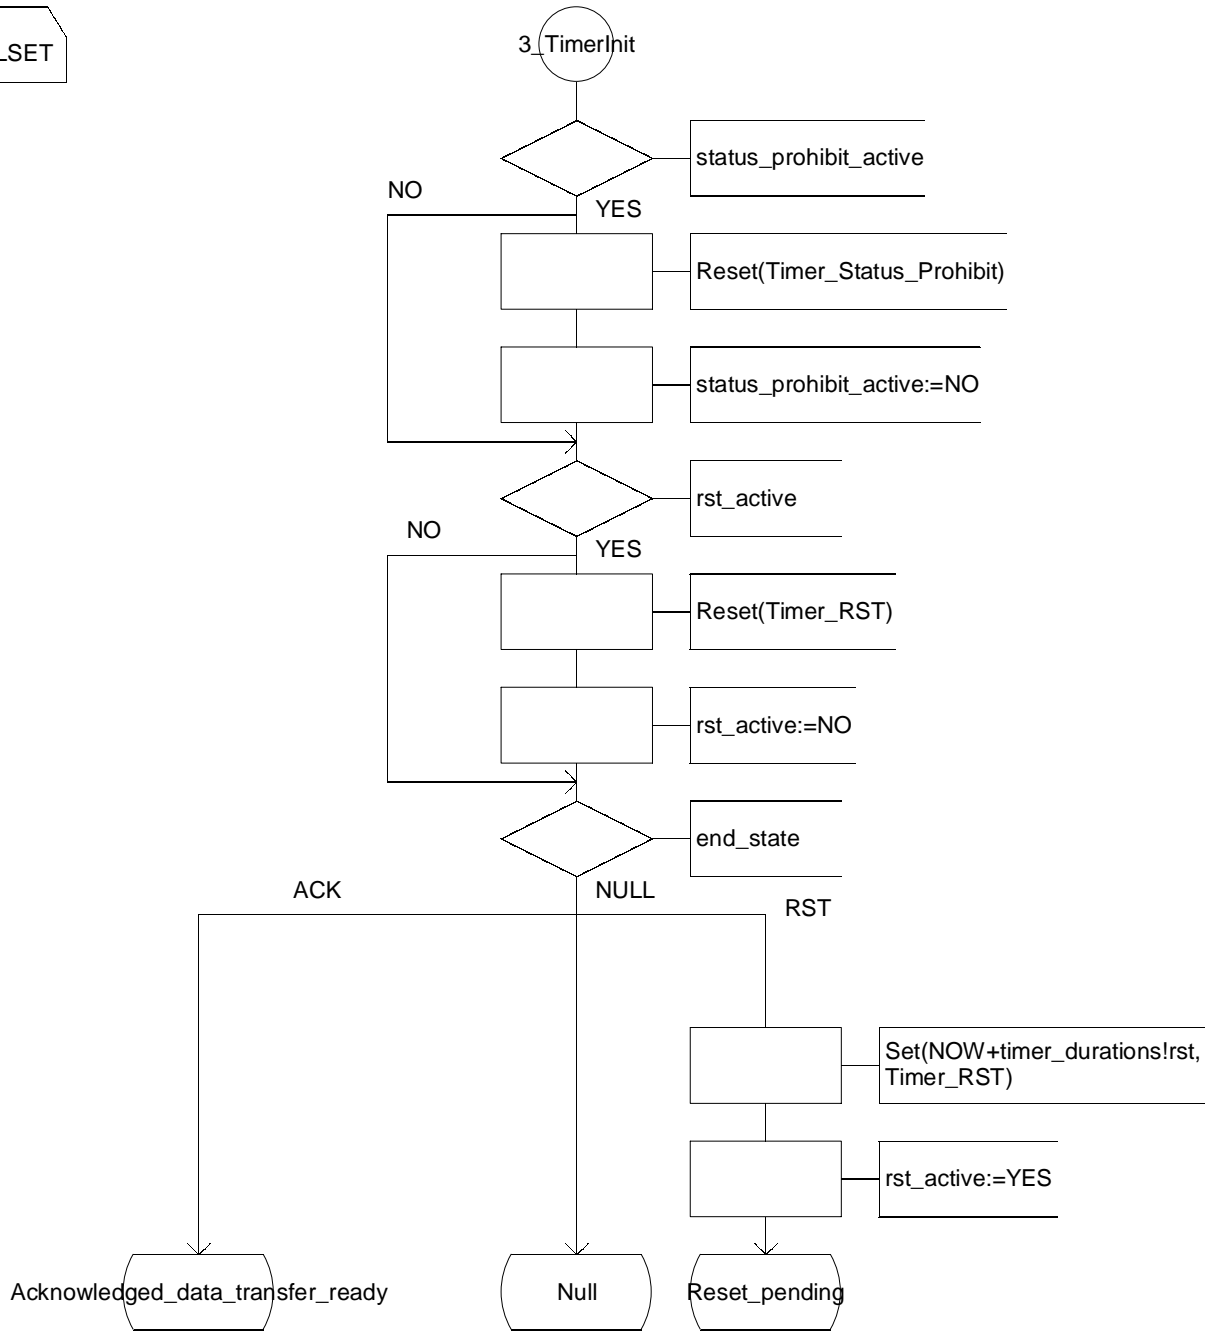 LSET
3_TimerInit
status_prohibit_active
NO
YES
Reset(Timer_Status_Prohibit)
status_prohibit_active:=NO
rst_active
NO
YES
Reset(Timer_RST)
rst_active:=NO
end_state
ACK
NULL
RST
Set(NOW+timer_durations!rst,
Timer_RST)
rst_active:=YES
Acknowledged_data_transfer_ready
Null
Reset_pending